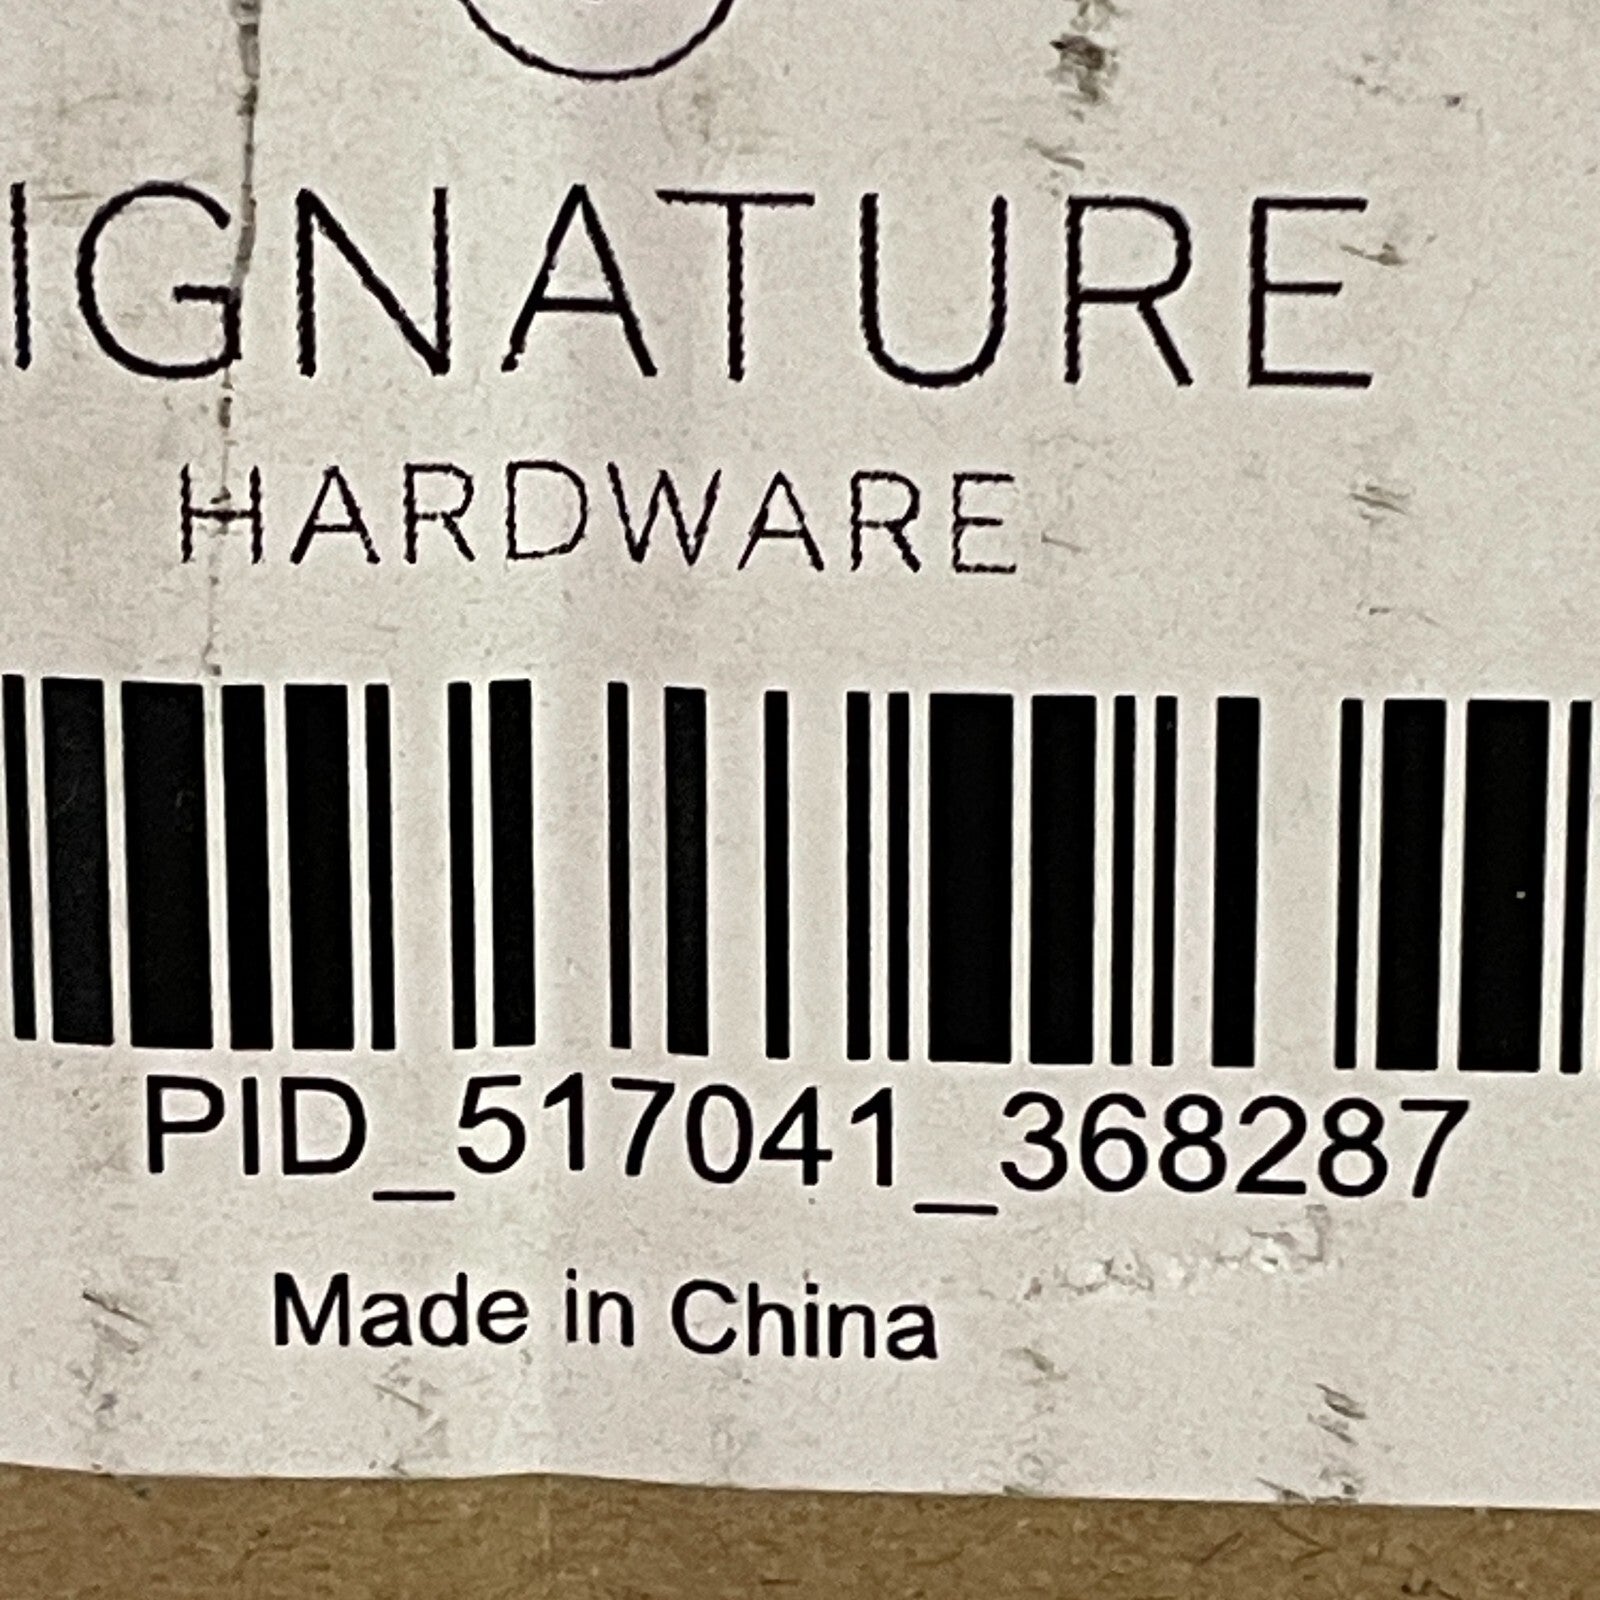 IGNATURE
HARDWARE
PID_517041_368287
Made in China